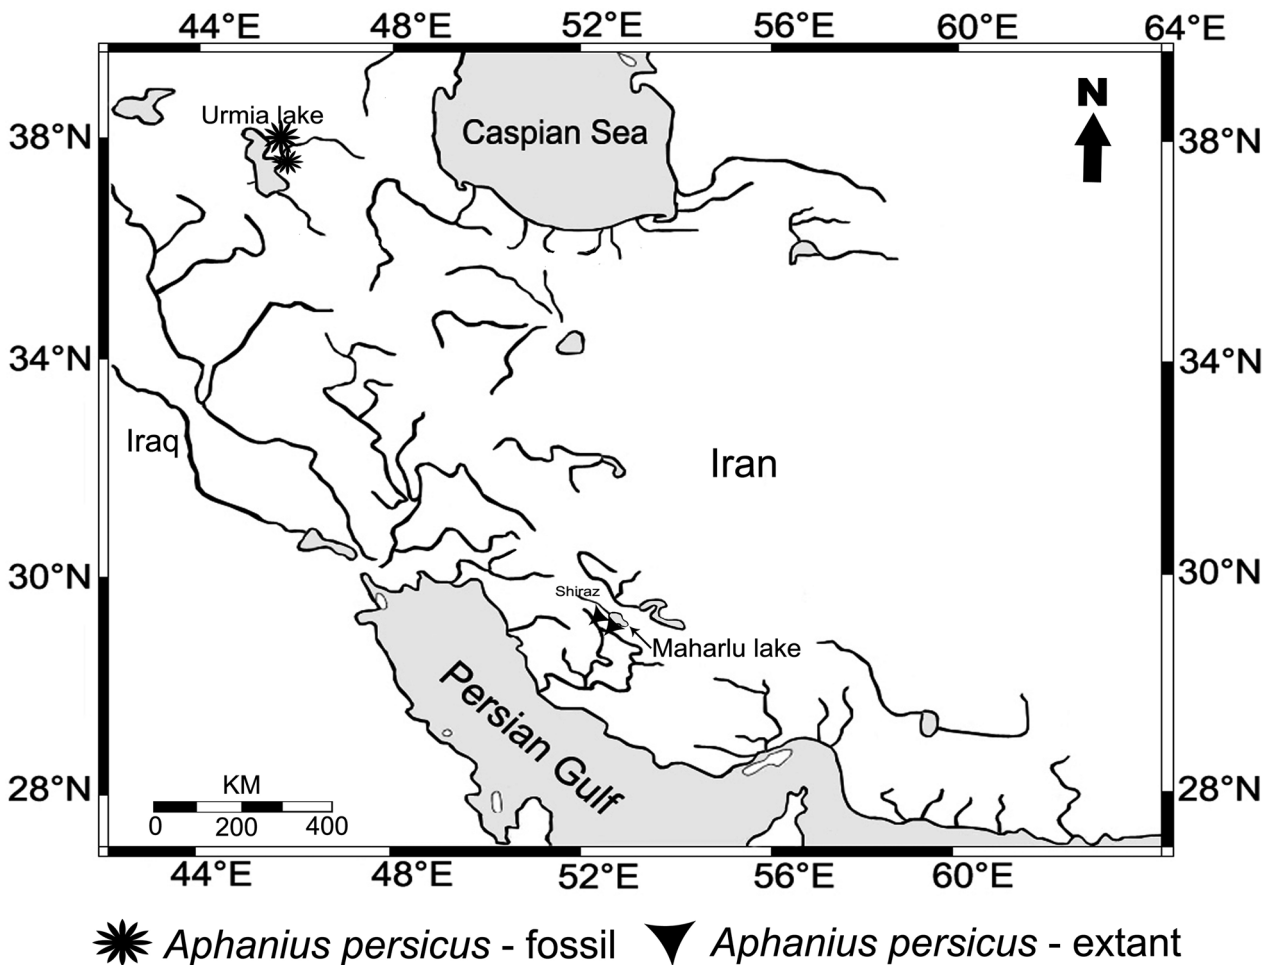 44°E 48°E 52°E 56°E 60°E 64°E
N
Urmia lake
Caspian Sea
38°N 38°N
34°N 34°N
Iraq
Iran
30°N 30°N
Shiraz
Maharlu lake
Persian Gulf
28°N 28°N
KM
0 200 400
44°E 48°E 52°E 56°E 60°E
Aphanius persicus - fossil Aphanius persicus - extant